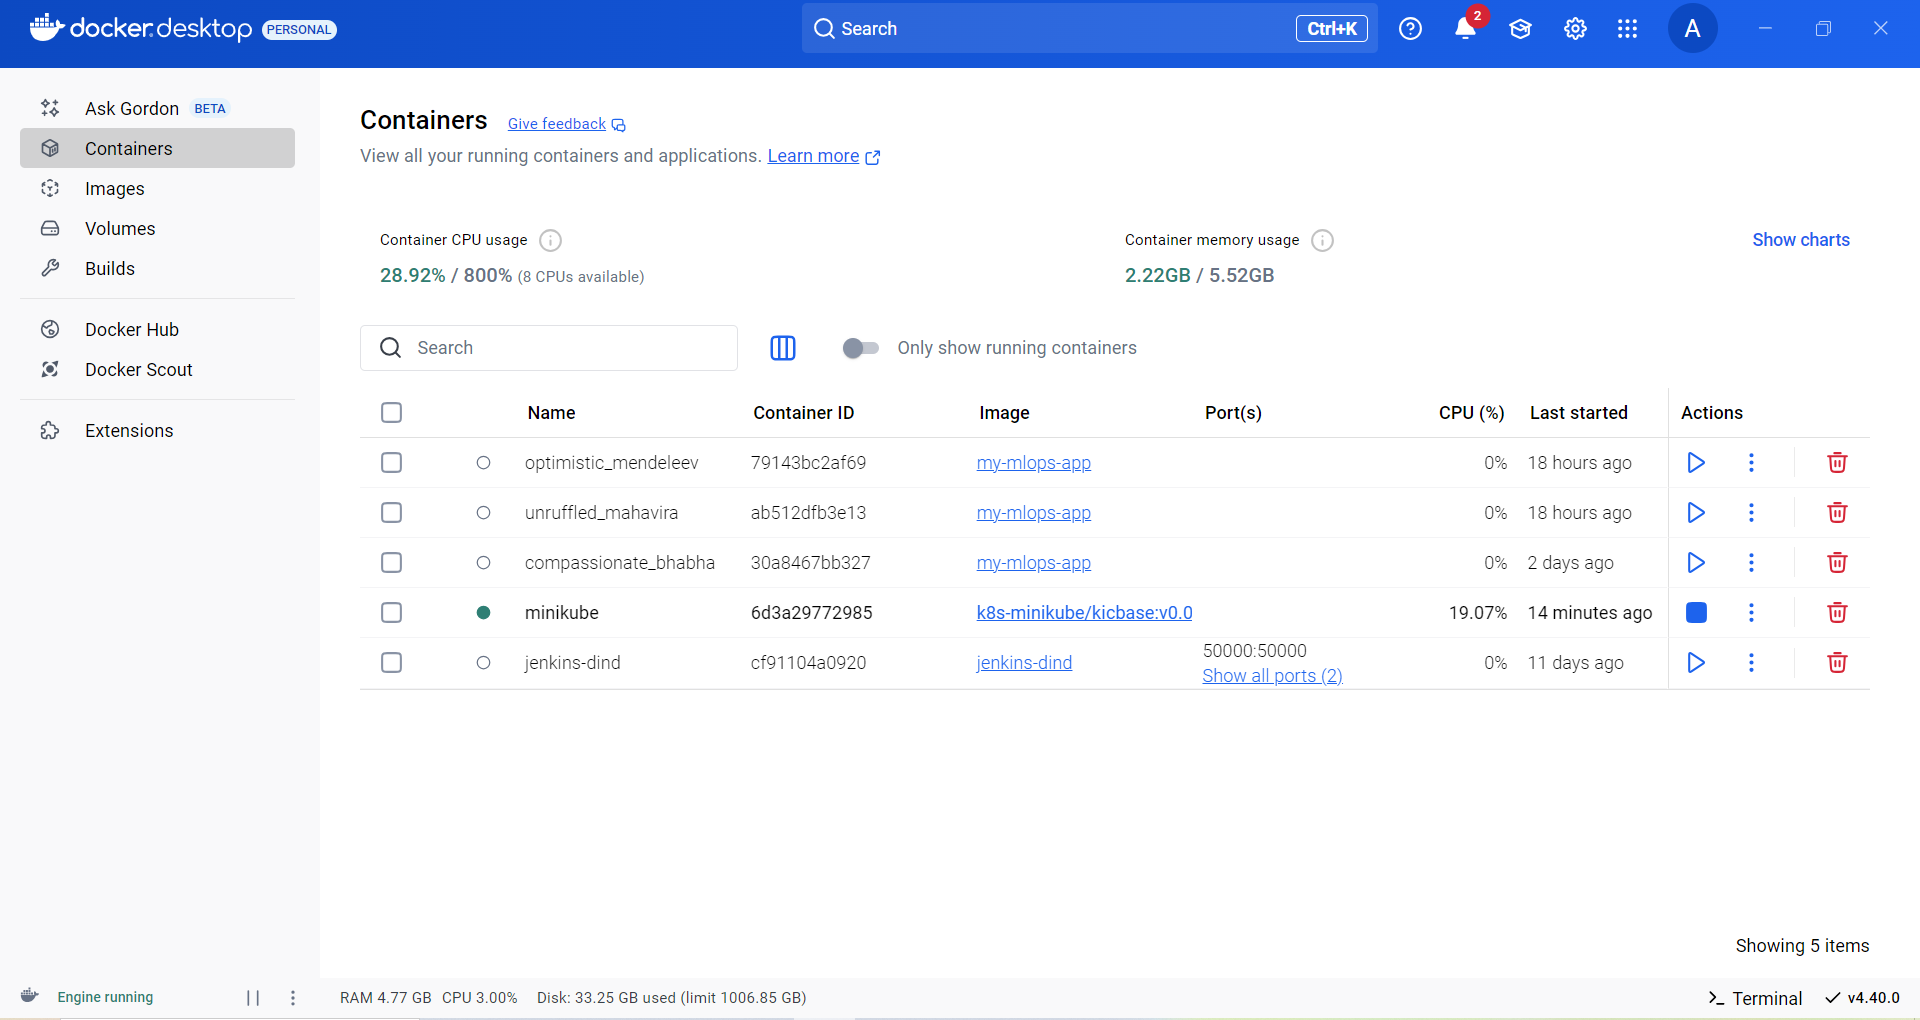 docker.desktop PERSONAL
Search Ctrl+K
2
A
Ask Gordon BETA
Containers
Images
Volumes
Builds
Docker Hub
Docker Scout
Extensions
Containers Give feedback
View all your running containers and applications. Learn more
Container CPU usage
28.92% / 800% (8 CPUs available)
Container memory usage
2.22GB / 5.52GB
Show charts
Search
Only show running containers
Name Container ID Image Port(s) CPU (%) Last started Actions
optimistic_mendeleev 79143bc2af69 my-mlops-app 0% 18 hours ago
unruffled_mahavira ab512dfb3e13 my-mlops-app 0% 18 hours ago
compassionate_bhabha 30a8467bb327 my-mlops-app 0% 2 days ago
minikube 6d3a29772985 k8s-minikube/kicbase:v0.0 19.07% 14 minutes ago
jenkins-dind cf91104a0920 jenkins-dind 50000:50000 0% 11 days ago
Show all ports (2)
Showing 5 items
Engine running
RAM 4.77 GB CPU 3.00% Disk: 33.25 GB used (limit 1006.85 GB)
Terminal v4.40.0